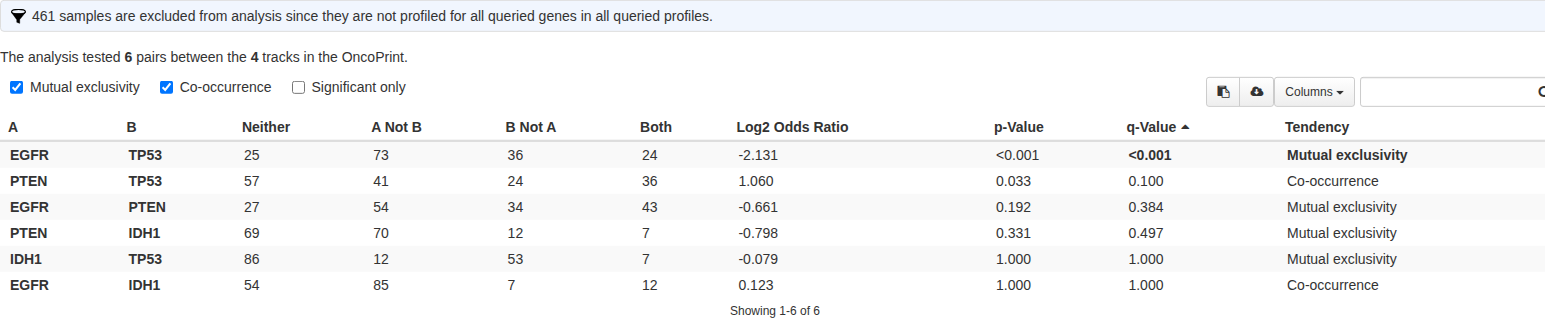 461 samples are excluded from analysis since they are not profiled for all queried genes in all queried profiles.
The analysis tested 6 pairs between the 4 tracks in the OncoPrint.
Mutual exclusivity Co-occurrence Significant only
Columns
A B Neither A Not B B Not A Both Log2 Odds Ratio p-Value q-Value Tendency
EGFR TP53 25 73 36 24 -2.131 <0.001 <0.001 Mutual exclusivity
PTEN TP53 57 41 24 36 1.060 0.033 0.100 Co-occurrence
EGFR PTEN 27 54 34 43 -0.661 0.192 0.384 Mutual exclusivity
PTEN IDH1 69 70 12 7 -0.798 0.331 0.497 Mutual exclusivity
IDH1 TP53 86 12 53 7 -0.079 1.000 1.000 Mutual exclusivity
EGFR IDH1 54 85 7 12 0.123 1.000 1.000 Co-occurrence
Showing 1-6 of 6